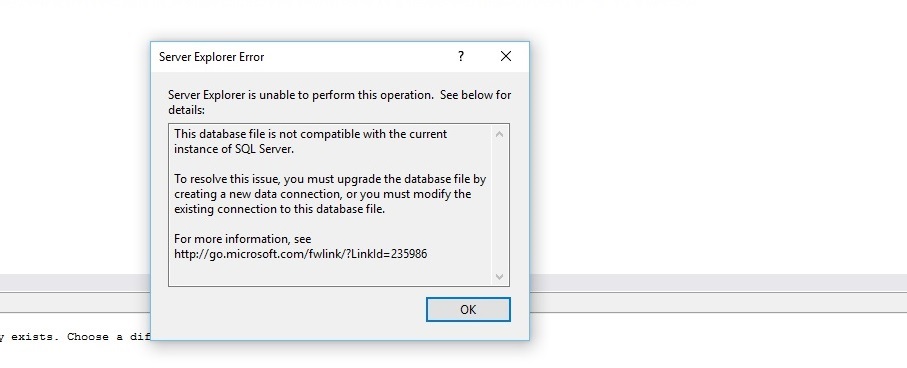 Server Explorer Error
?
Server Explorer is unable to perform this operation.  See below for
details:
This database file is not compatible with the current
instance of SQL Server.
To resolve this issue, you must upgrade the database file by
creating a new data connection, or you must modify the
existing connection to this database file.
For more information, see
http://go.microsoft.com/fwlink/?LinkId=235986
OK
exists. Choose a